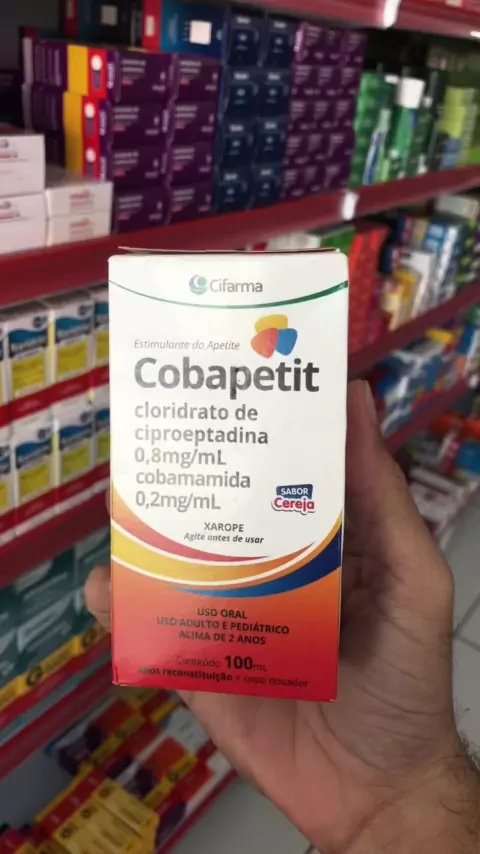 Cifarma
Estimulante do Apetite
Cobapetit
cloridrato de
ciproeptadina
0,8mg/mL
cobamamida
0,2mg/mL
SABOR
Cereja
XAROPE
Agite antes de usar
USO ORAL
USO ADULTO E PEDIÁTRICO
ACIMA DE 2 ANOS
Conteúdo 100mL
após reconstituição + copo dosador